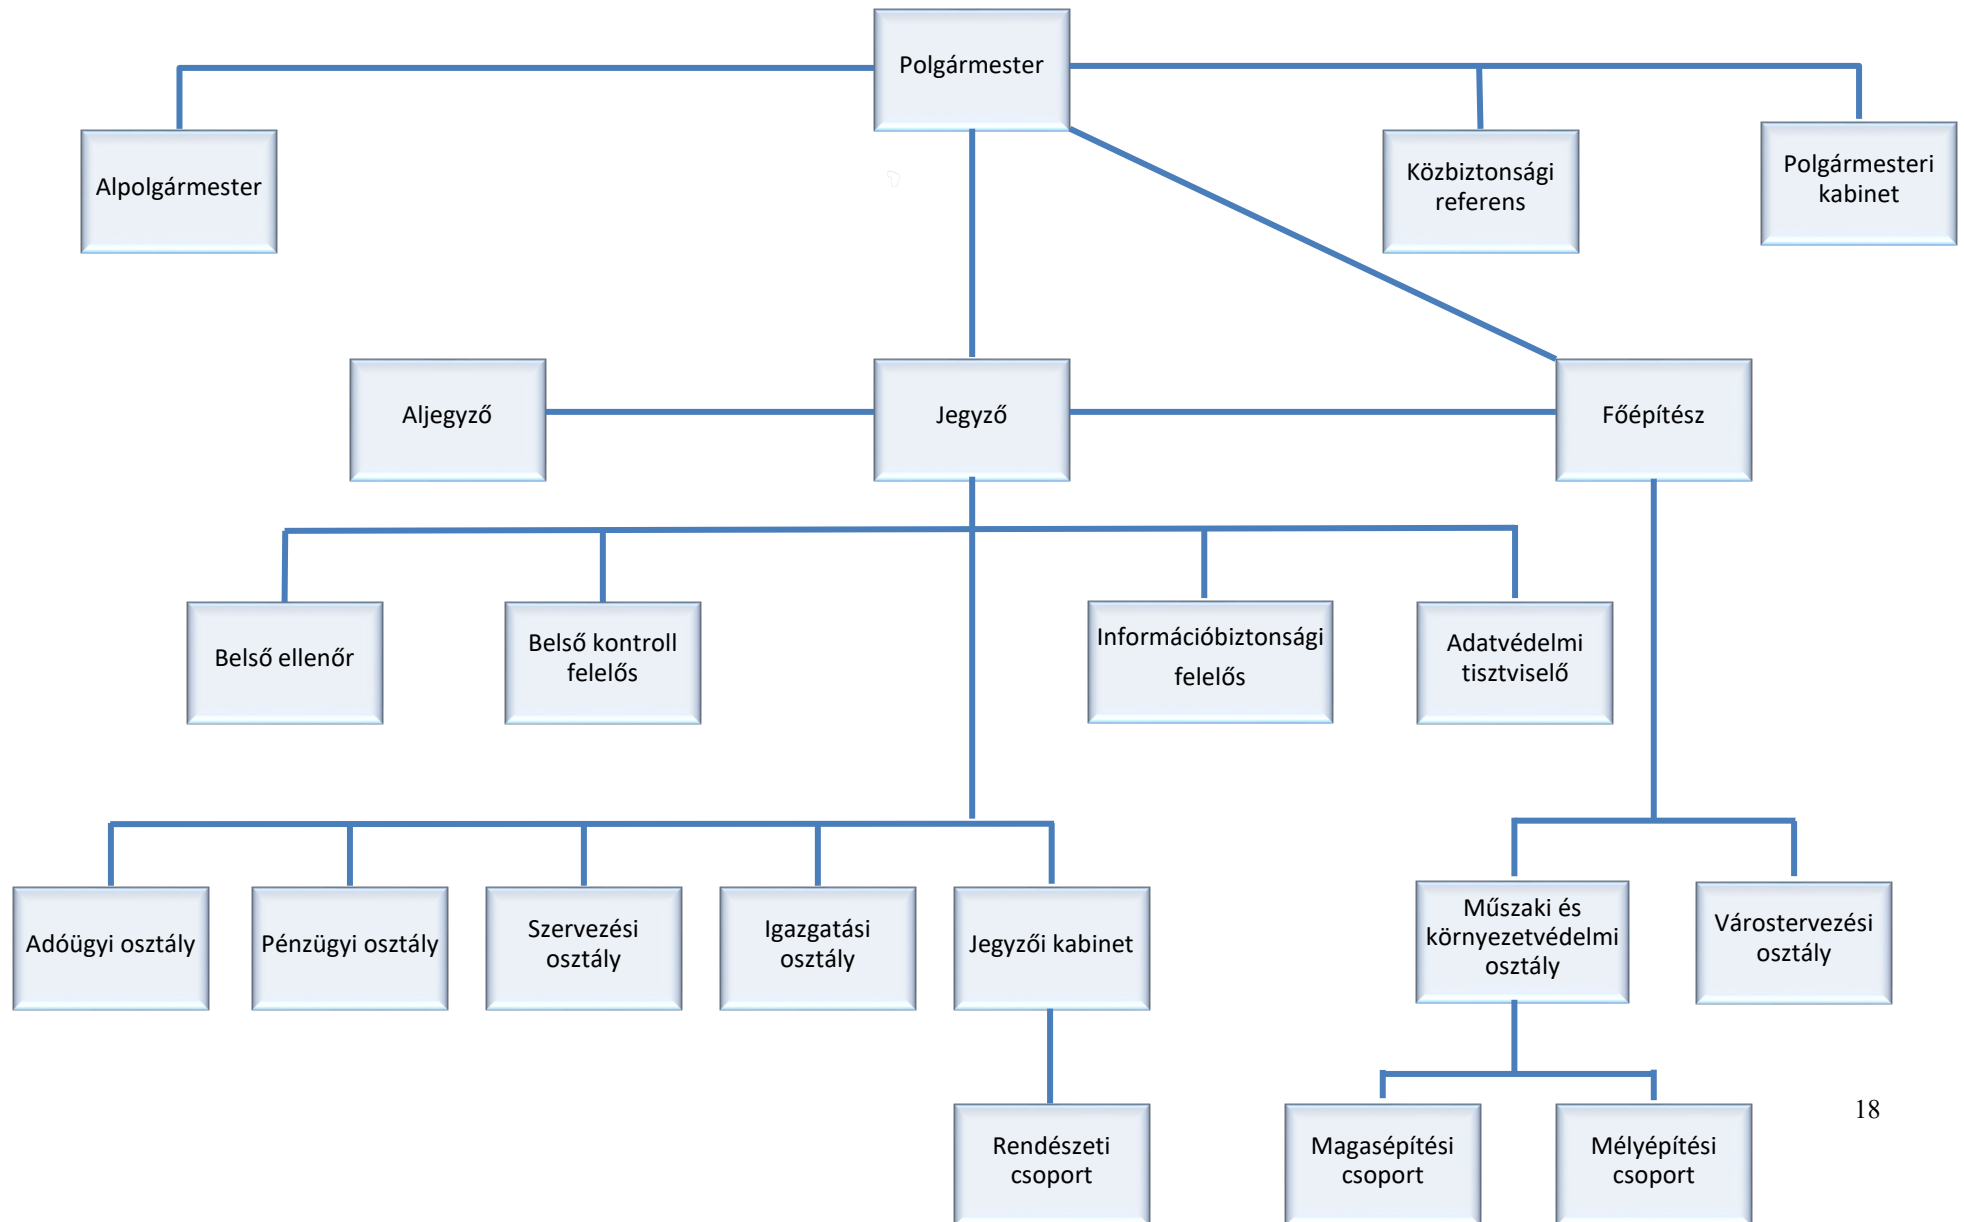 Polgármester
Alpolgármester
Közbiztonsági
referens
Polgármesteri
kabinet
Aljegyző
Jegyző
Főépítész
Belső ellenőr
Belső kontroll
felelős
Információbiztonsági
felelős
Adatvédelmi
tisztviselő
Adóügyi osztály
Pénzügyi osztály
Szervezési
osztály
Igazgatási
osztály
Jegyzői kabinet
Műszaki és
környezetvédelmi
osztály
Várostervezési
osztály
Rendészeti
csoport
Magasépítési
csoport
Mélyépítési
csoport
18